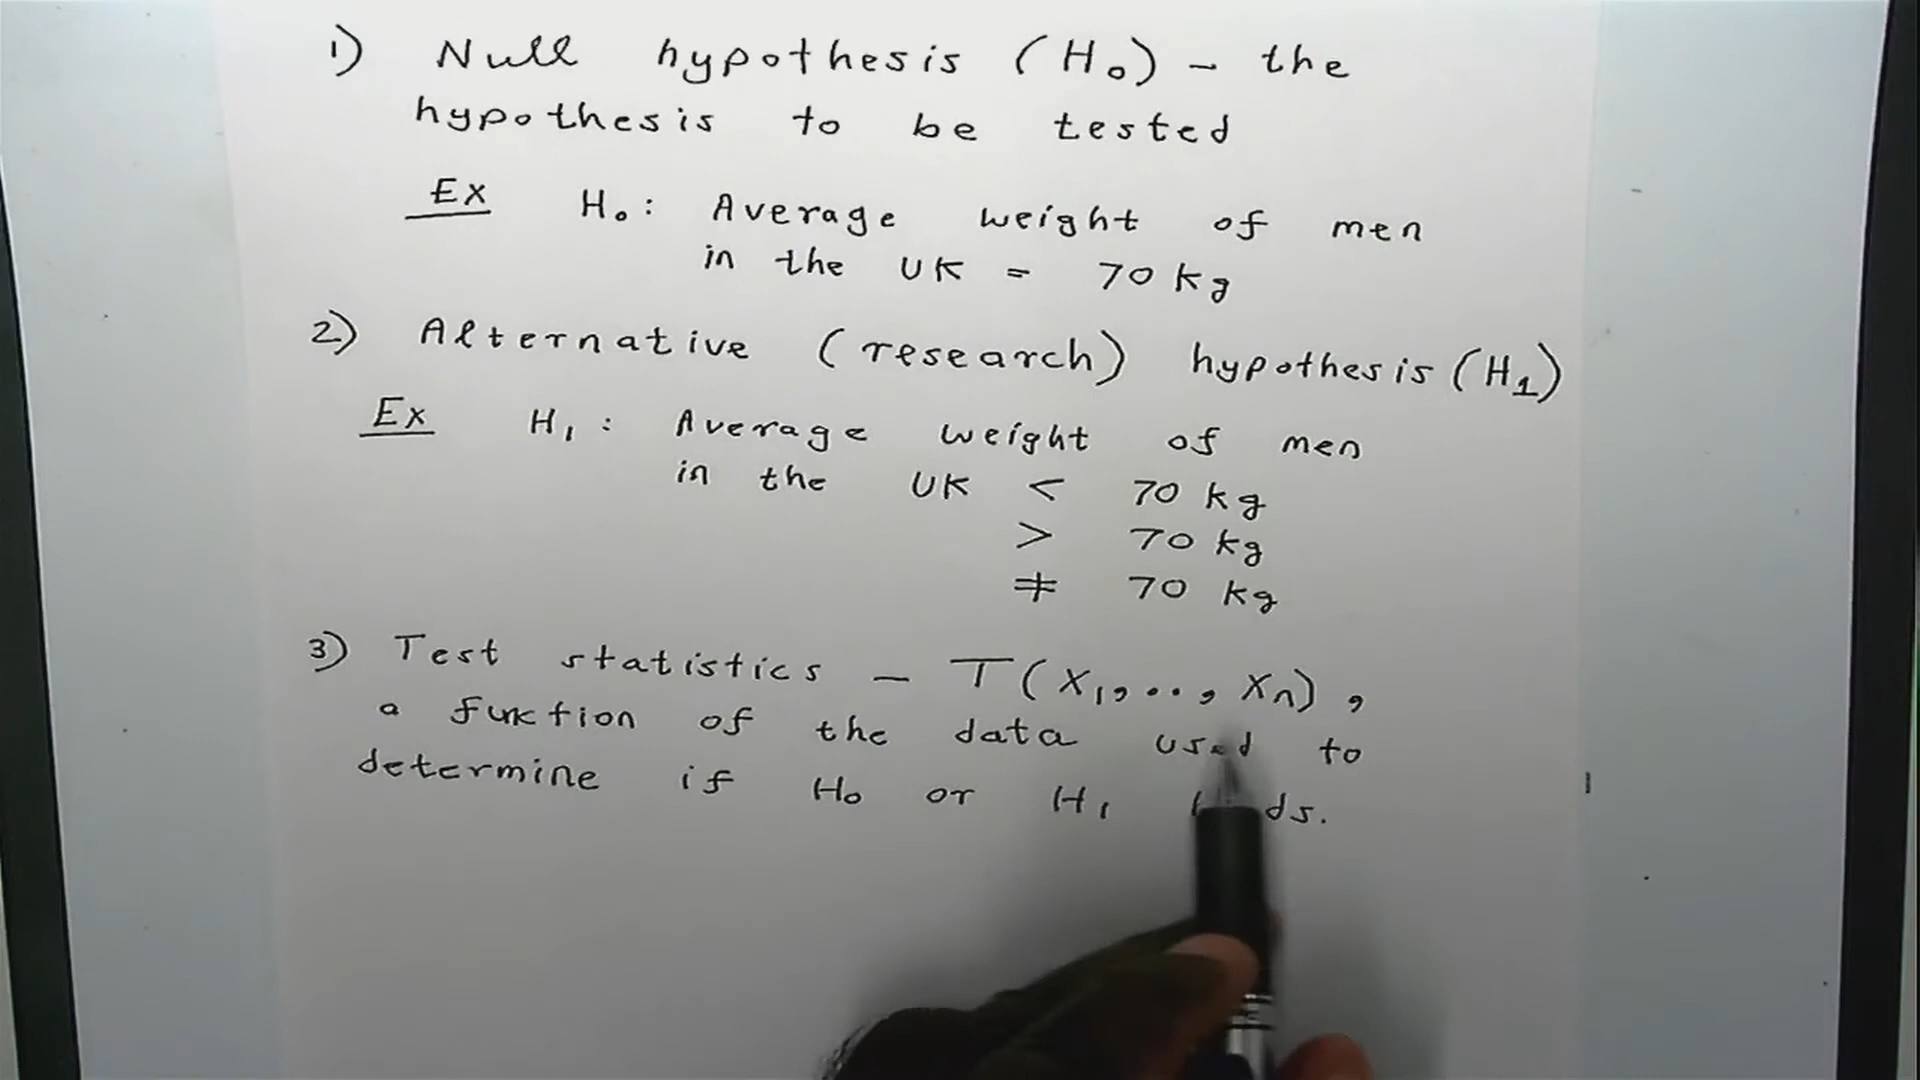 1) Null hypothesis (H₀) - the
hypothesis to be tested
Ex H₀: Average weight of men
in the UK = 70 kg
2) Alternative (research) hypothesis (H₁)
Ex H₁: Average weight of men
in the UK < 70 kg
> 70 kg
≠ 70 kg
3) Test statistics - T(X₁,..,Xₙ),
a function of the data used to
determine if H₀ or H₁